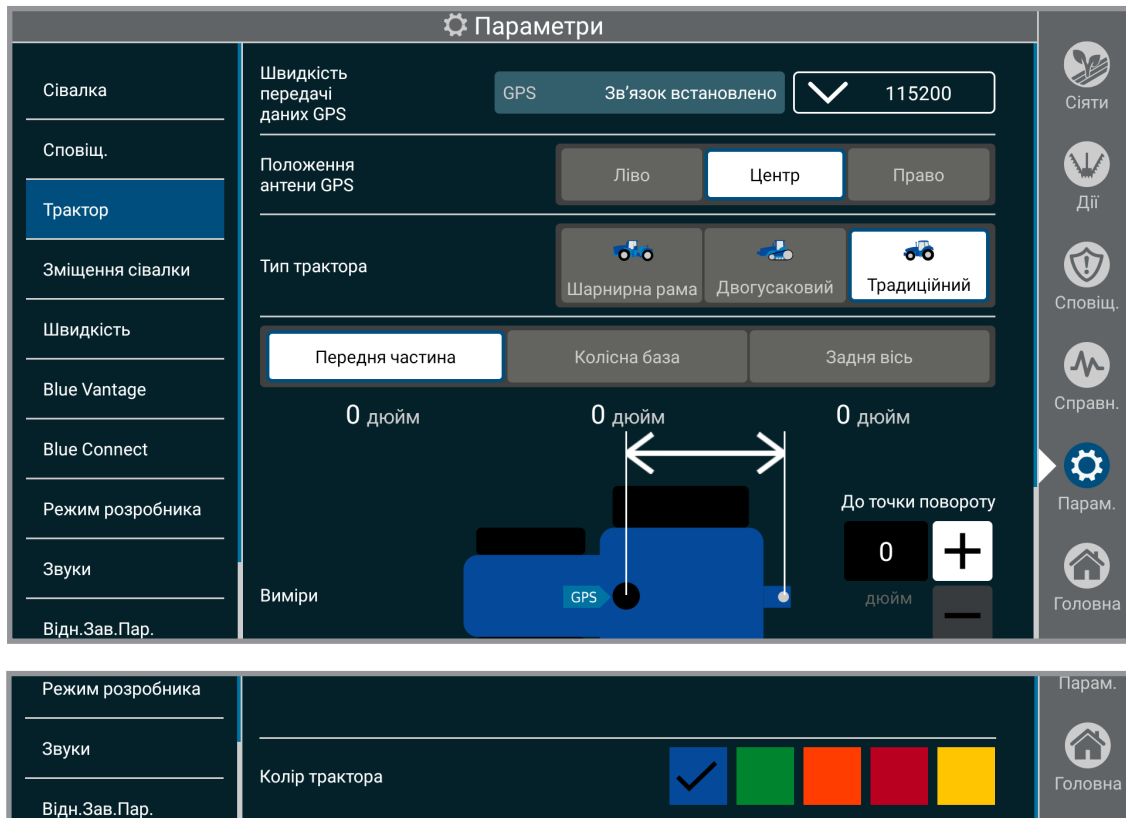 Параметри
Сівалка
Сповіщ.
Трактор
Зміщення сівалки
Швидкість
Blue Vantage
Blue Connect
Режим розробника
Звуки
Відн.Зав.Пар.
Швидкість
передачі
даних GPS
GPS Зв’язок встановлено 115200
Положення
антени GPS
Ліво Центр Право
Тип трактора
Шарнирна рама Двогусаковий Традиційний
Передня частина Колісна база Задня вісь
0 дюйм 0 дюйм 0 дюйм
До точки повороту
0
дюйм
Виміри
GPS
Сіяти
Дії
Сповіщ.
Справн.
Парам.
Головна
Режим розробника
Звуки
Відн.Зав.Пар.
Колір трактора
Парам.
Головна